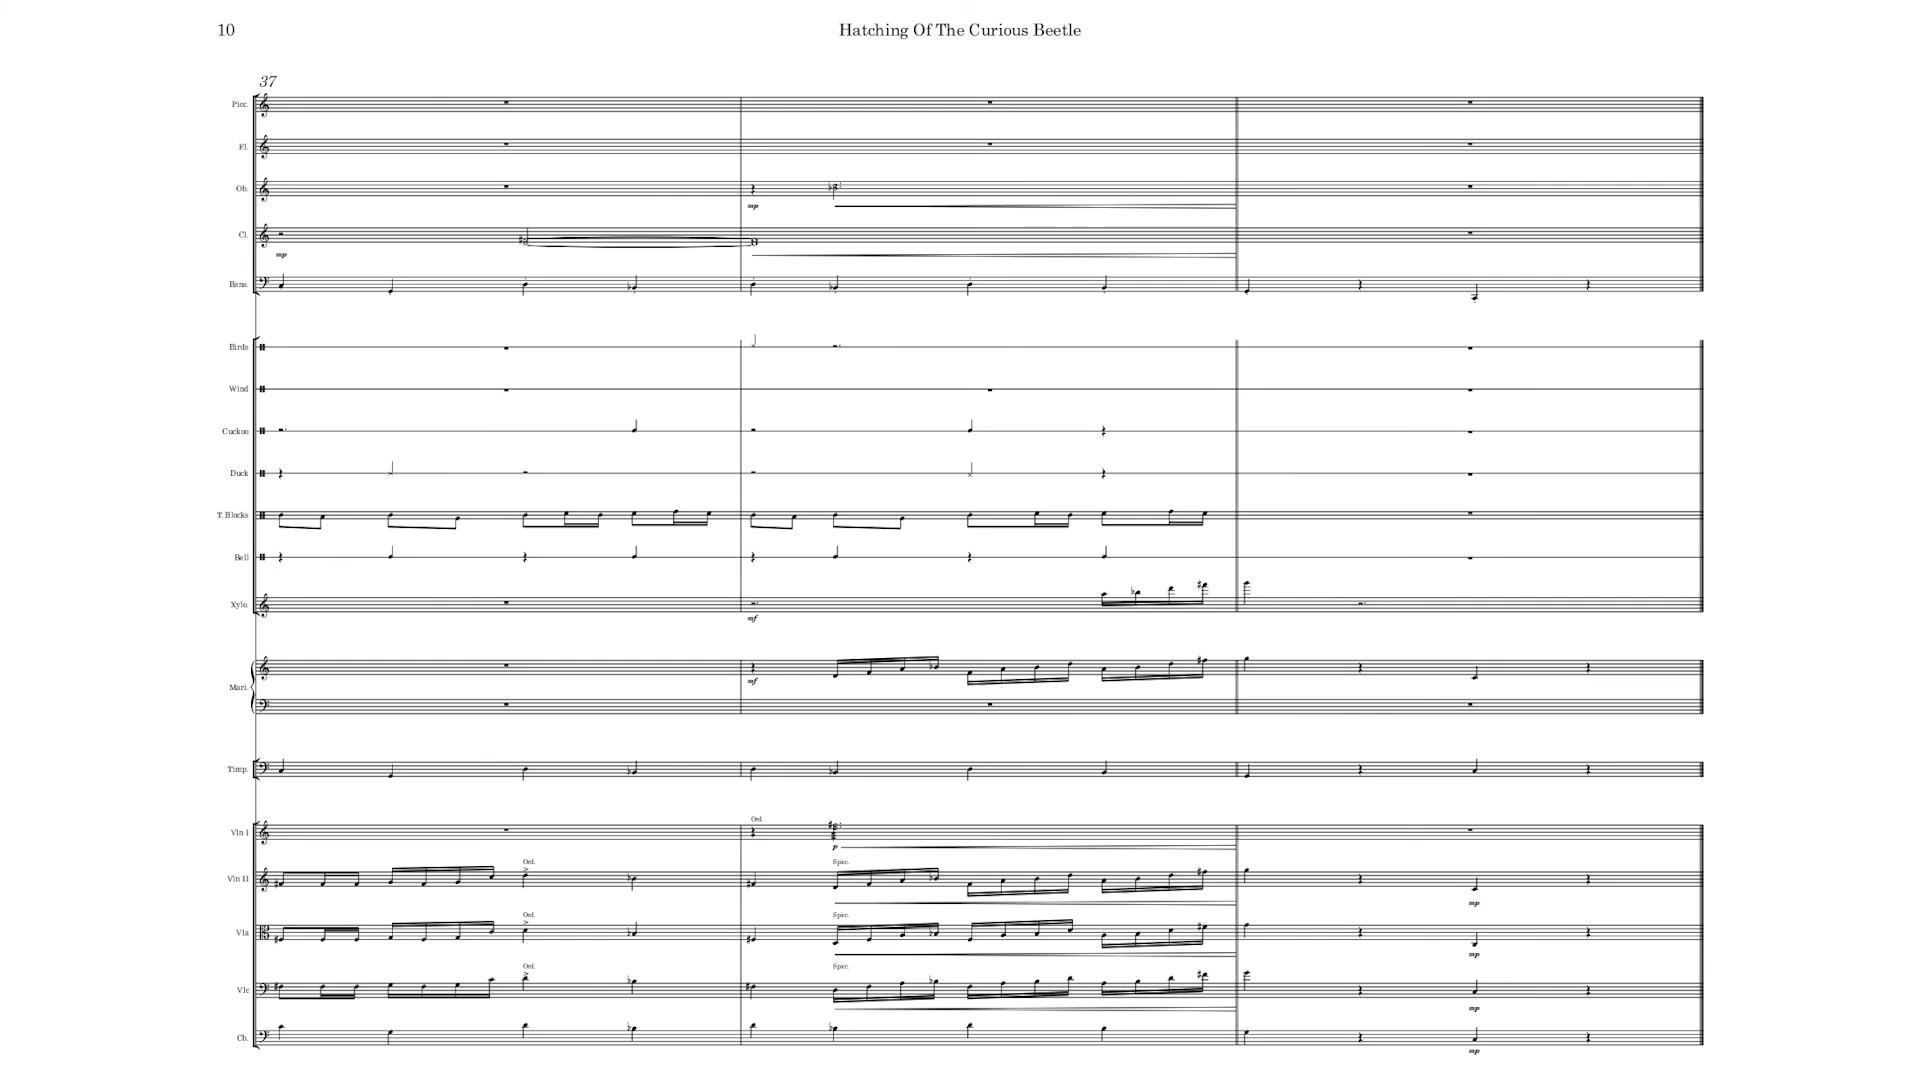 10
Hatching Of The Curious Beetle
37
Picc.
Fl.
Ob.
mp
Cl.
mp
Bsns.
Birds
Wind
Cuckoo
Duck
T. Blocks
Bell
Xylo.
mf
Mari.
mf
Timp.
Ord.
Vln I
p
Ord. Spicc.
Vln II
mp
Ord. Spicc.
Vla
mp
Ord. Spicc.
Vlc
mp
Cb.
mp